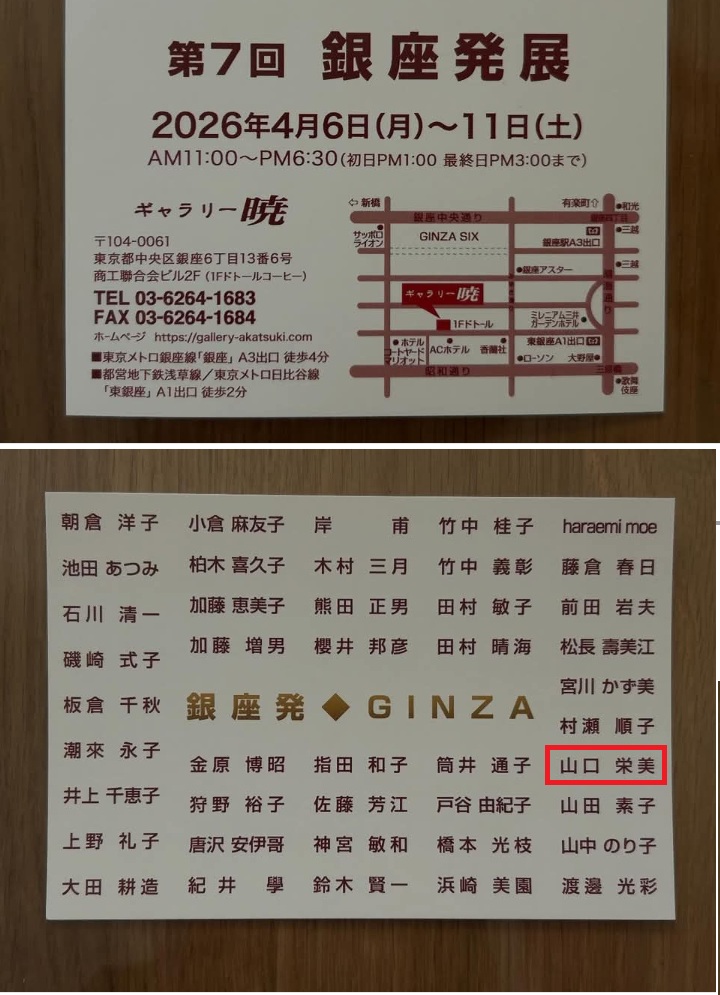 第7回 銀座発展
2026年4月6日(月)～11日(土)
AM11:00～PM6:30(初日PM1:00 最終日PM3:00まで)
ギャラリー暁
〒104-0061
東京都中央区銀座6丁目13番6号
商工聯合会ビル2F (1Fドトールコーヒー)
TEL 03-6264-1683
FAX 03-6264-1684
ホームページ https://gallery-akatsuki.com
■東京メトロ銀座線「銀座」A3出口 徒歩4分
■都営地下鉄浅草線／東京メトロ日比谷線
「東銀座」A1出口 徒歩2分
⇦新橋
有楽町⇧
●和光
銀座中央通り
銀座四丁目
サッポロ
ライオン
GINZA SIX
●三越
銀座駅A3出口
●三越
●銀座アスター
晴海通り
ギャラリー暁
1Fドトール
ミレニアム三井
ガーデンホテル
●ホテル
コートヤード
マリオット
ACホテル
香蘭社
東銀座A1出口
●ローソン
大野屋●
昭和通り
三原橋
●歌舞
伎座
朝倉 洋子
池田 あつみ
石川 清一
磯崎 式子
板倉 千秋
潮來 永子
井上 千恵子
上野 礼子
大田 耕造
小倉 麻友子
柏木 喜久子
加藤 恵美子
加藤 増男
岸 甫
木村 三月
熊田 正男
櫻井 邦彦
竹中 桂子
竹中 義彰
田村 敏子
田村 晴海
銀座発◆GINZA
金原 博昭
狩野 裕子
唐沢 安伊哥
紀井 學
指田 和子
佐藤 芳江
神宮 敏和
鈴木 賢一
筒井 通子
戸谷 由紀子
橋本 光枝
浜崎 美園
haraemi moe
藤倉 春日
前田 岩夫
松長 壽美江
宮川 かず美
村瀬 順子
山口 栄美
山田 素子
山中 のり子
渡邊 光彩